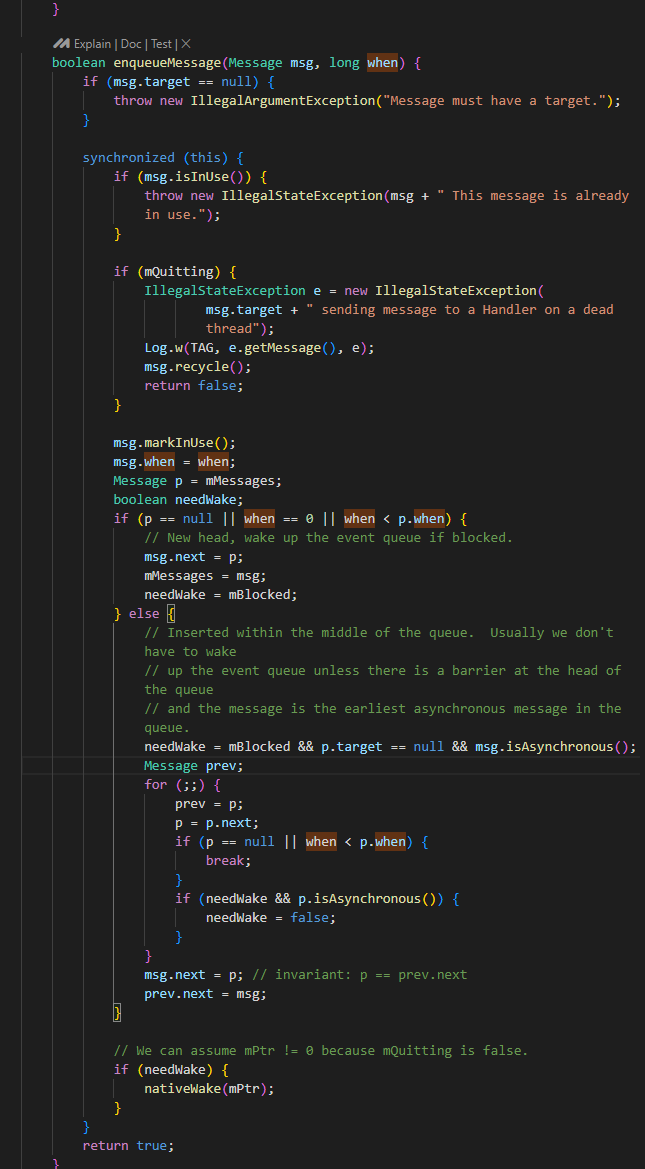 }
Explain | Doc | Test | X
boolean enqueueMessage(Message msg, long when) {
if (msg.target == null) {
throw new IllegalArgumentException("Message must have a target.");
}
synchronized (this) {
if (msg.isInUse()) {
throw new IllegalStateException(msg + " This message is already
in use.");
}
if (mQuitting) {
IllegalStateException e = new IllegalStateException(
msg.target + " sending message to a Handler on a dead
thread");
Log.w(TAG, e.getMessage(), e);
msg.recycle();
return false;
}
msg.markInUse();
msg.when = when;
Message p = mMessages;
boolean needWake;
if (p == null || when == 0 || when < p.when) {
// New head, wake up the event queue if blocked.
msg.next = p;
mMessages = msg;
needWake = mBlocked;
} else {
// Inserted within the middle of the queue.  Usually we don't
have to wake
// up the event queue unless there is a barrier at the head of
the queue
// and the message is the earliest asynchronous message in the
queue.
needWake = mBlocked && p.target == null && msg.isAsynchronous();
Message prev;
for (;;) {
prev = p;
p = p.next;
if (p == null || when < p.when) {
break;
}
if (needWake && p.isAsynchronous()) {
needWake = false;
}
}
msg.next = p; // invariant: p == prev.next
prev.next = msg;
}
// We can assume mPtr != 0 because mQuitting is false.
if (needWake) {
nativeWake(mPtr);
}
}
return true;
}